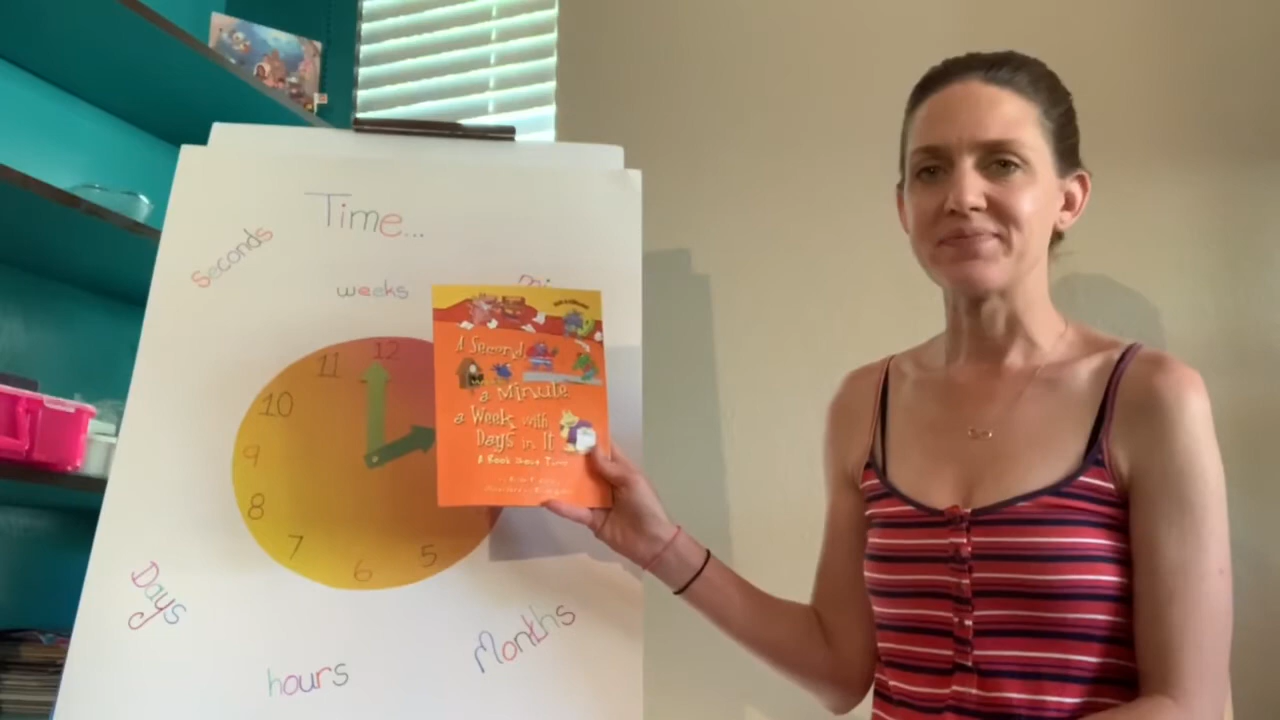 Time...
Seconds
weeks
mi
12
11
10
9
8
7
6
5
A Second
a Minute
a Week with
Days in It
A Book About Time
Days
Months
hours